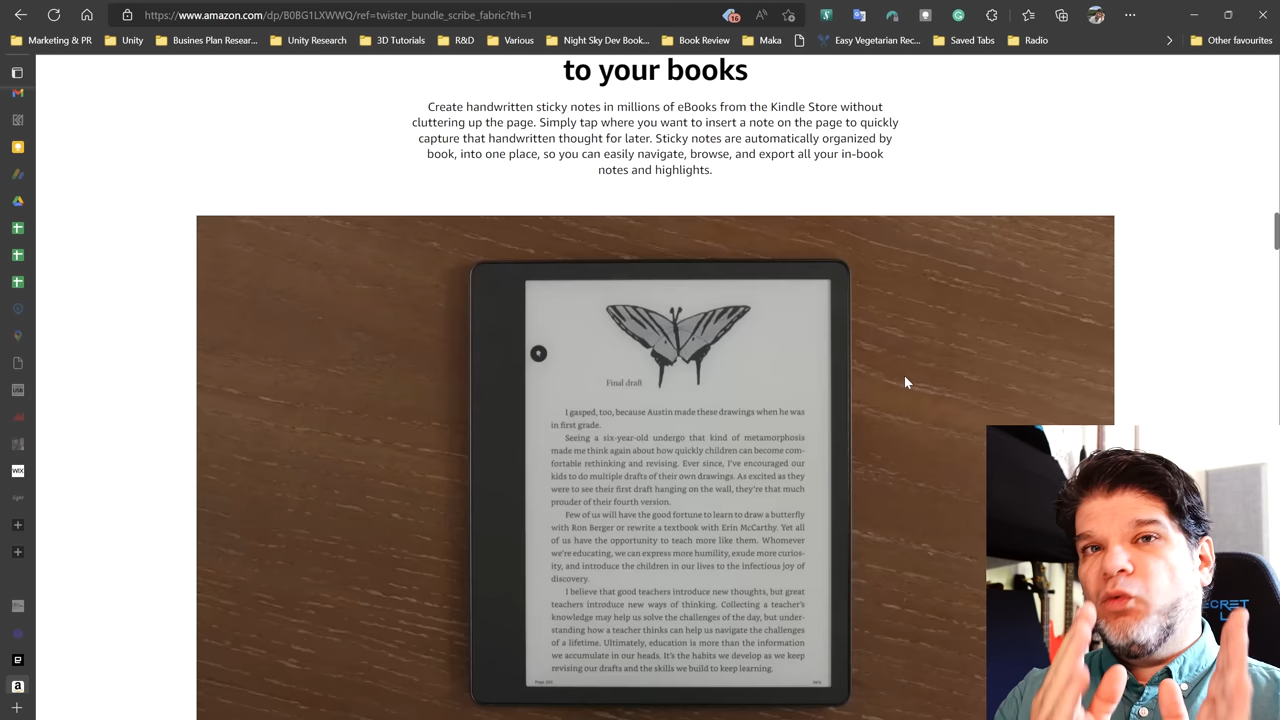 https://www.amazon.com/dp/B0BG1LXWWQ/ref=twister_bundle_scribe_fabric?th=1
16
Marketing & PR
Unity
Busines Plan Resear...
Unity Research
3D Tutorials
R&D
Various
Night Sky Dev Book...
Book Review
Maka
Easy Vegetarian Rec...
Saved Tabs
Radio
Other favourites
to your books
Create handwritten sticky notes in millions of eBooks from the Kindle Store without
cluttering up the page. Simply tap where you want to insert a note on the page to quickly
capture that handwritten thought for later. Sticky notes are automatically organized by
book, into one place, so you can easily navigate, browse, and export all your in-book
notes and highlights.
Final draft
I gasped, too, because Austin made these drawings when he was
in first grade.
Seeing a six-year-old undergo that kind of metamorphosis
made me think again about how quickly children can become com-
fortable rethinking and revising. Ever since, I've encouraged our
kids to do multiple drafts of their own drawings. As excited as they
were to see their first draft hanging on the wall, they're that much
prouder of their fourth version.
Few of us will have the good fortune to learn to draw a butterfly
with Ron Berger or rewrite a textbook with Erin McCarthy. Yet all
of us have the opportunity to teach more like them. Whomever
we're educating, we can express more humility, exude more curios-
ity, and introduce the children in our lives to the infectious joy of
discovery.
I believe that good teachers introduce new thoughts, but great
teachers introduce new ways of thinking. Collecting a teacher's
knowledge may help us solve the challenges of the day, but under-
standing how a teacher thinks can help us navigate the challenges
of a lifetime. Ultimately, education is more than the information
we accumulate in our heads. It's the habits we develop as we keep
revising our drafts and the skills we build to keep learning.
WIX
ECRET
L